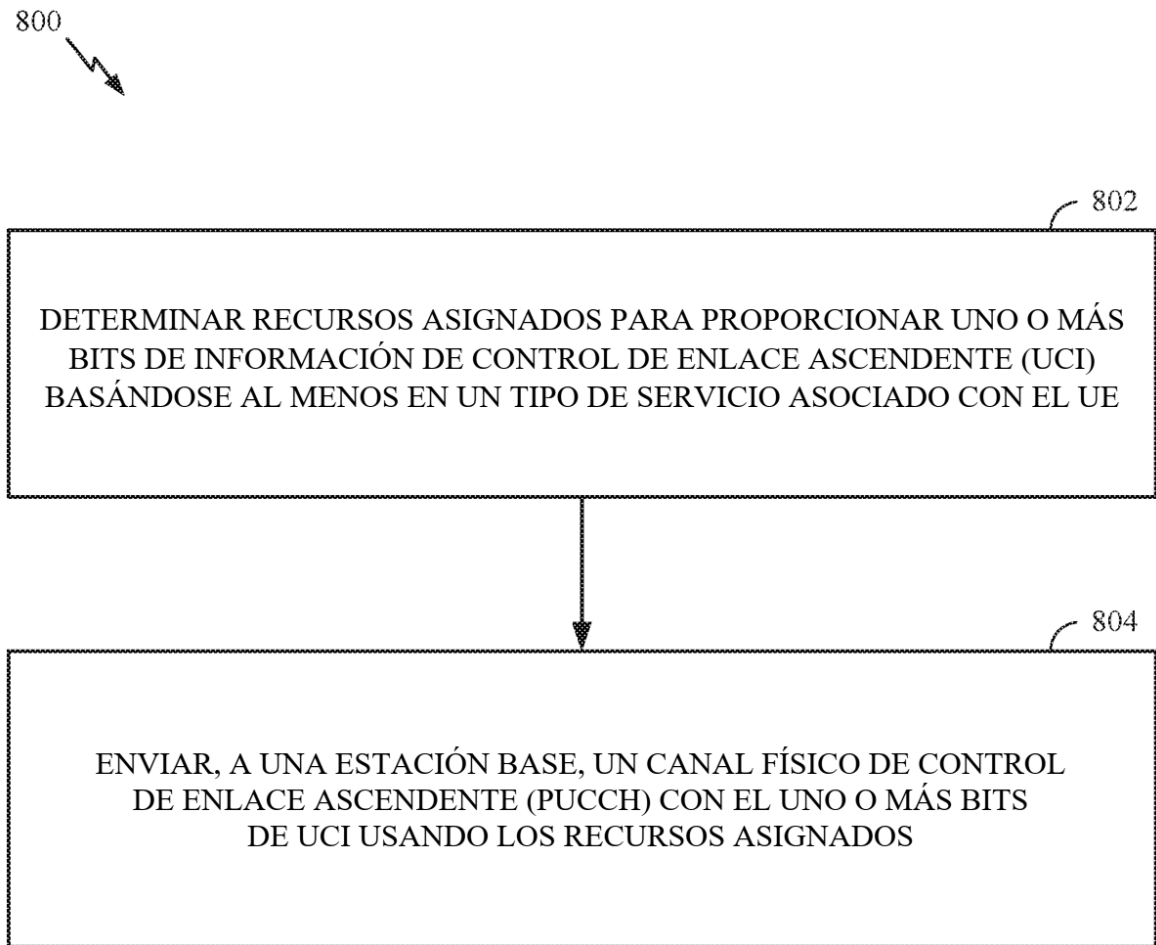 800
802
DETERMINAR RECURSOS ASIGNADOS PARA PROPORCIONAR UNO O MÁS
BITS DE INFORMACIÓN DE CONTROL DE ENLACE ASCENDENTE (UCI)
BASÁNDOSE AL MENOS EN UN TIPO DE SERVICIO ASOCIADO CON EL UE
804
ENVIAR, A UNA ESTACIÓN BASE, UN CANAL FÍSICO DE CONTROL
DE ENLACE ASCENDENTE (PUCCH) CON EL UNO O MÁS BITS
DE UCI USANDO LOS RECURSOS ASIGNADOS